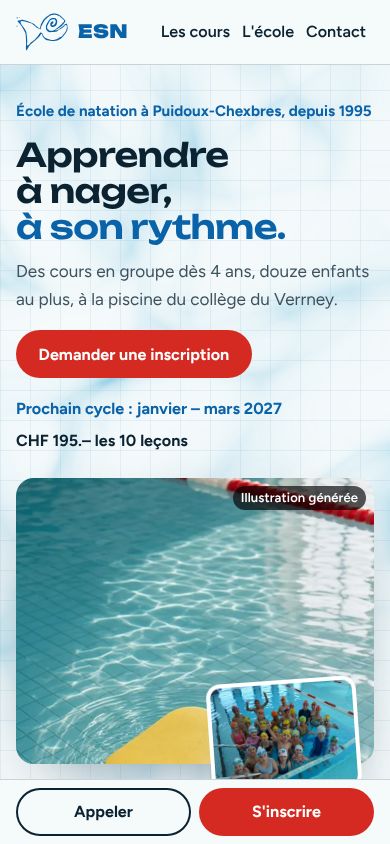 ESN
Les cours L'école Contact
École de natation à Puidoux-Chexbres, depuis 1995
Apprendre
à nager,
à son rythme.
Des cours en groupe dès 4 ans, douze enfants
au plus, à la piscine du collège du Verrney.
Demander une inscription
Prochain cycle : janvier – mars 2027
CHF 195.– les 10 leçons
Illustration générée
Appeler
S'inscrire